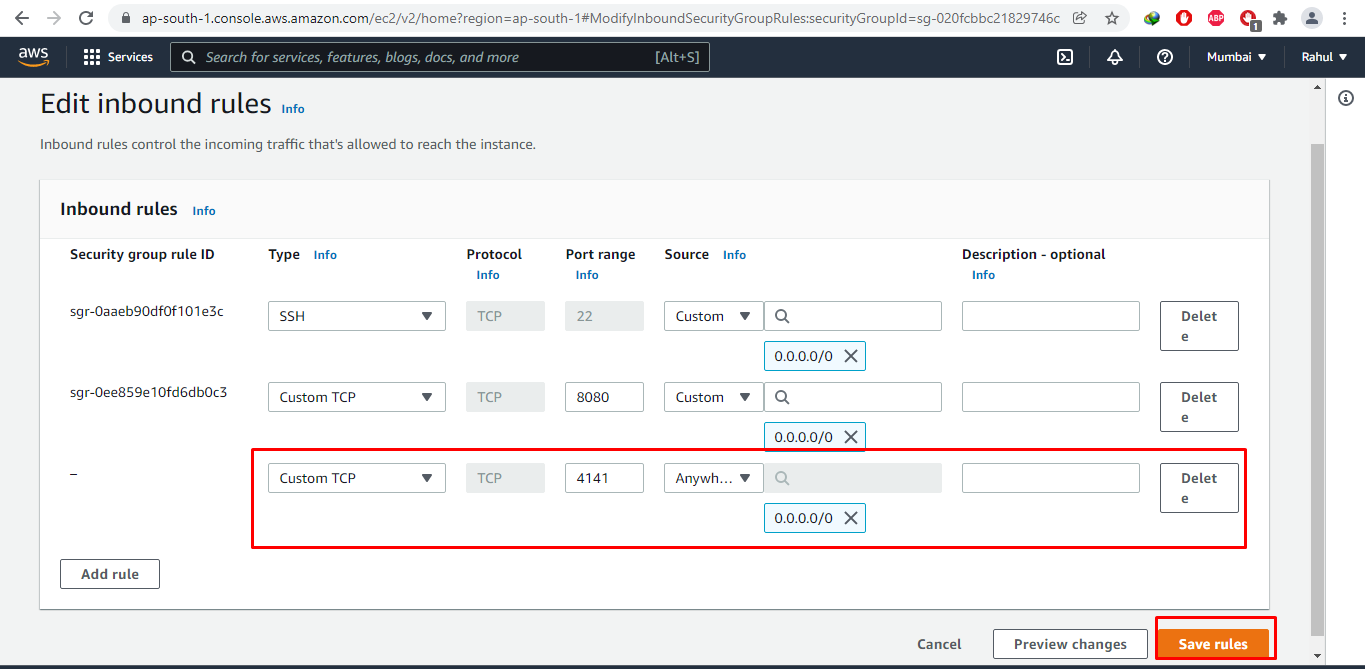 ap-south-1.console.aws.amazon.com/ec2/v2/home?region=ap-south-1#ModifyInboundSecurityGroupRules:securityGroupId=sg-020fcbbc21829746c
ABP
1
aws
Services
Search for services, features, blogs, docs, and more
[Alt+S]
Mumbai
Rahul
Edit inbound rules Info
Inbound rules control the incoming traffic that's allowed to reach the instance.
Inbound rules Info
Security group rule ID
Type Info
Protocol
Info
Port range
Info
Source Info
Description - optional
Info
sgr-0aaeb90df0f101e3c
SSH
TCP
22
Custom
Delet
e
0.0.0.0/0
sgr-0ee859e10fd6db0c3
Custom TCP
TCP
8080
Custom
Delet
e
0.0.0.0/0
–
Custom TCP
TCP
4141
Anywh...
Delet
e
0.0.0.0/0
Add rule
Cancel
Preview changes
Save rules